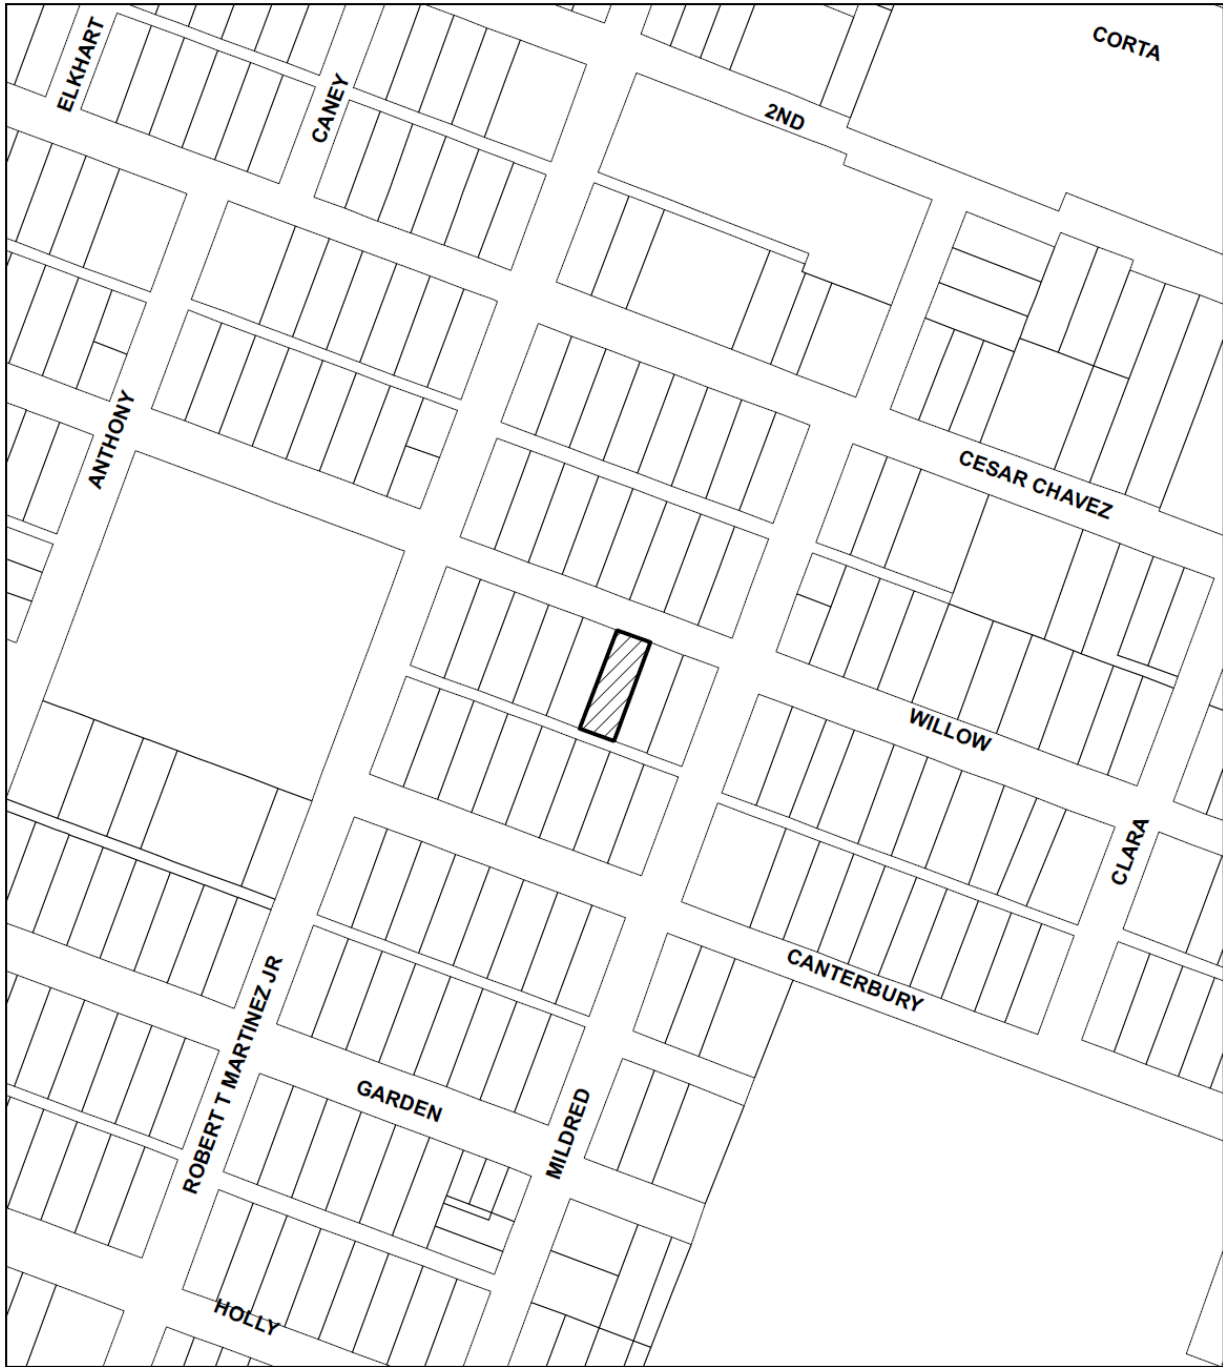 ELKHART
CORTA
CANEY
2ND
ANTHONY
CESAR CHAVEZ
WILLOW
CLARA
CANTERBURY
ROBERT T MARTINEZ JR
GARDEN
MILDRED
HOLLY